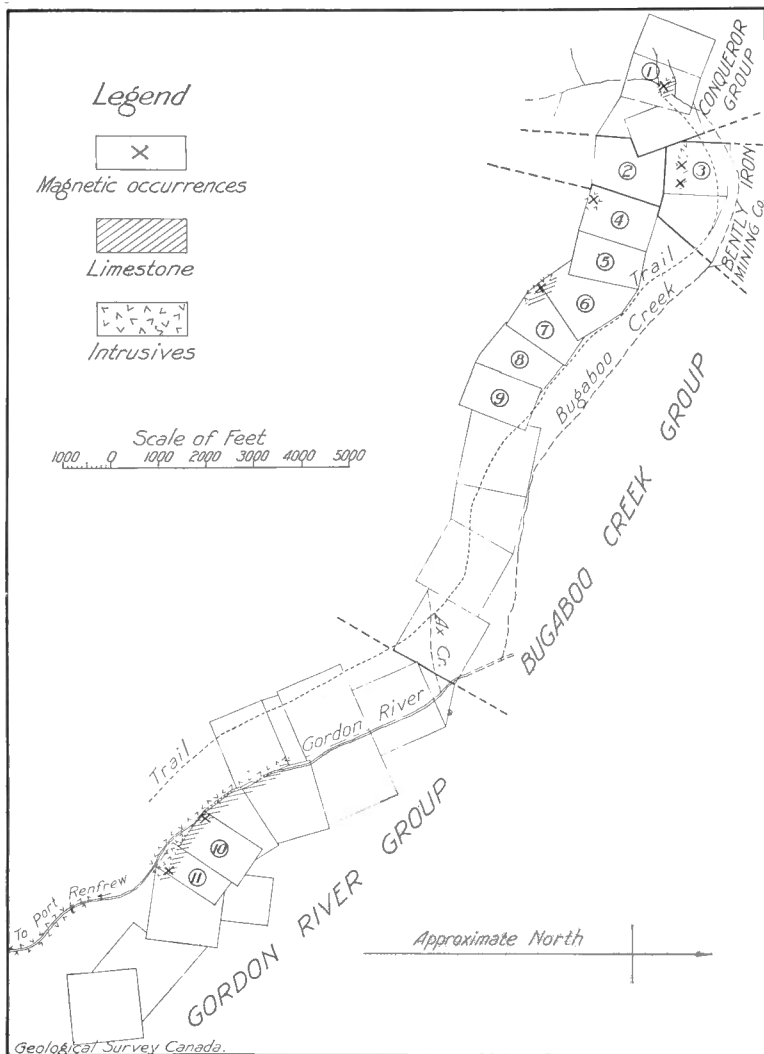 Legend
Magnetic occurrences
Limestone
Intrusives
Scale of Feet
1000 0 1000 2000 3000 4000 5000
CONQUEROR
GROUP
BENTLY IRON
MINING Co.
1
2
3
4
5
6
7
8
9
Trail
Bugaboo Creek
BUGABOO CREEK GROUP
Ax Cr.
Gordon River
Trail
10
11
To Port Renfrew
GORDON RIVER GROUP
Approximate North
Geological Survey Canada.